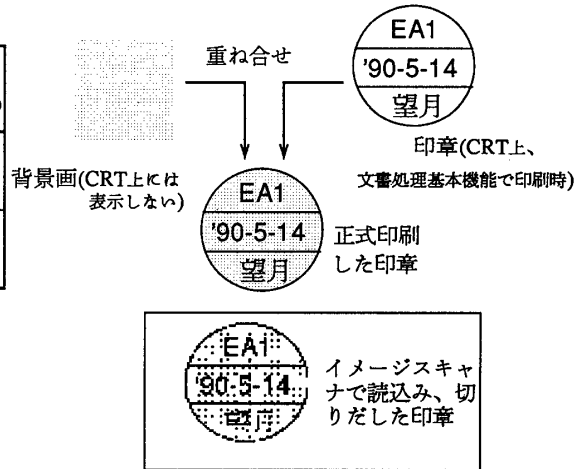 重ね合せ
EA1
'90-5-14
望月
印章(CRT上、
文書処理基本機能で印刷時)
背景画(CRT上には
表示しない)
EA1
'90-5-14
望月
正式印刷
した印章
EA1
'90-5-14
望月
イメージスキャ
ナで読込み、切
りだした印章